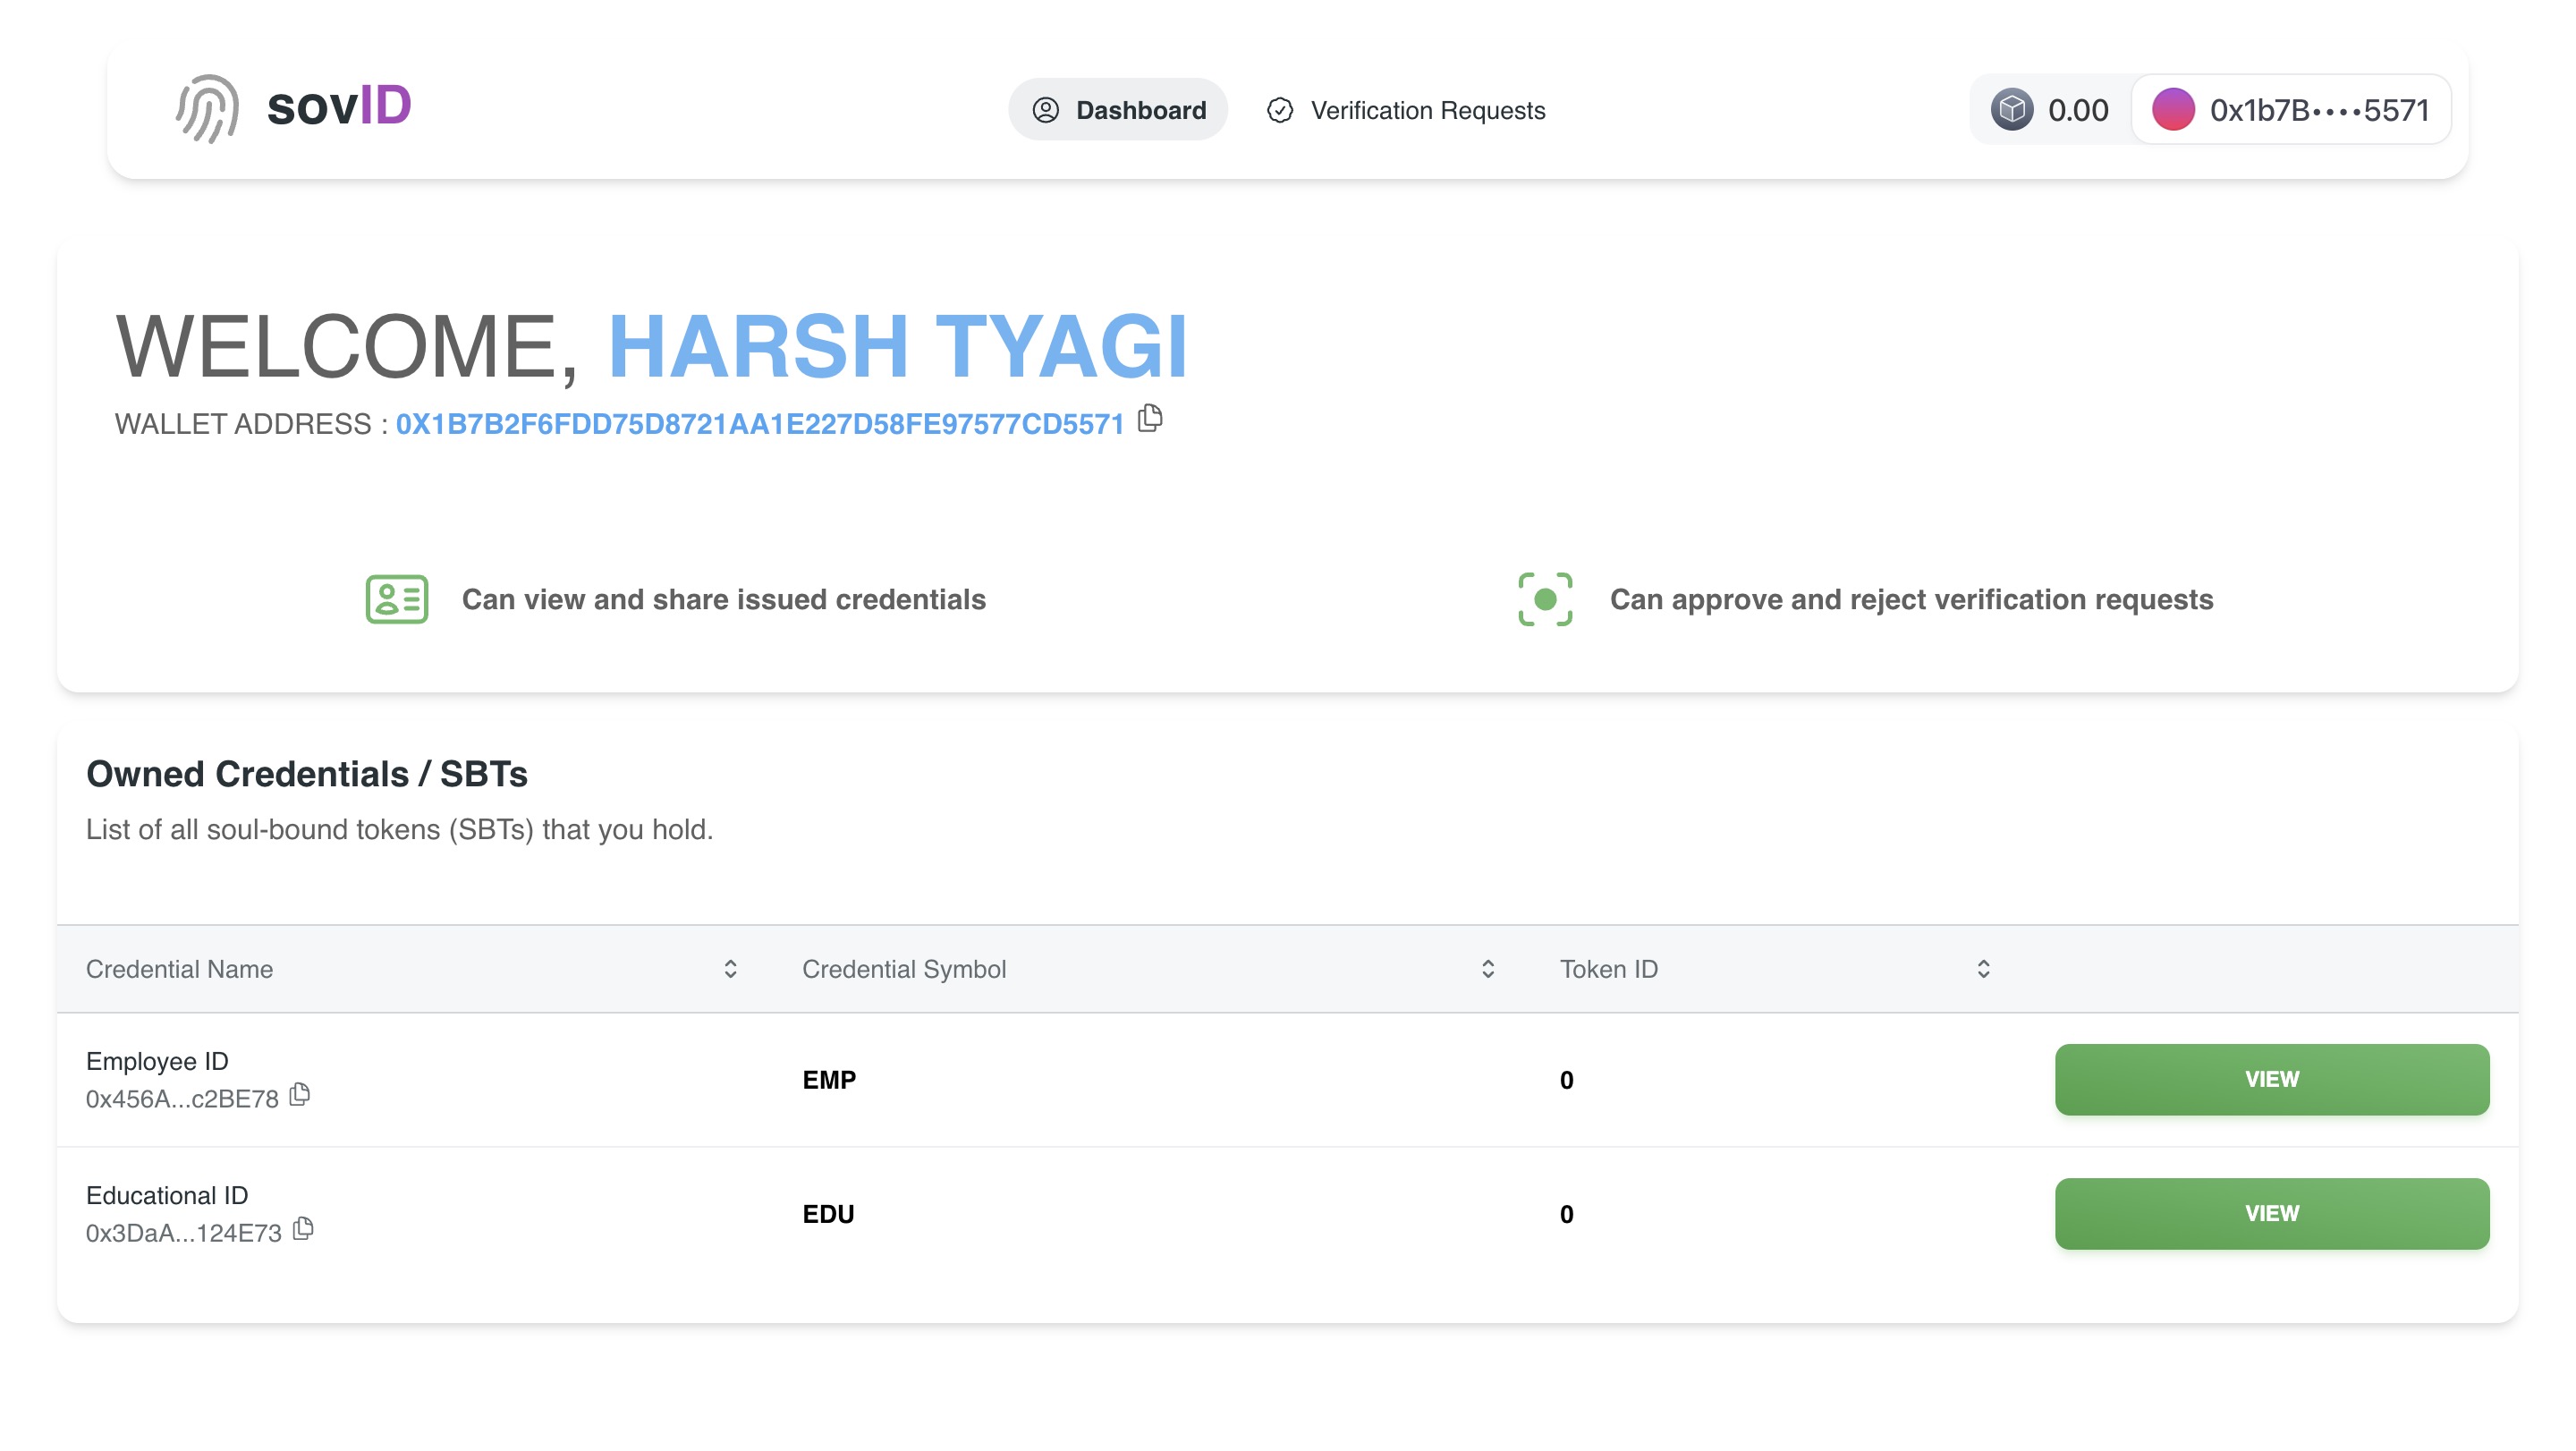 sovID
Dashboard
Verification Requests
0.00
0x1b7B••••5571
WELCOME, HARSH TYAGI
WALLET ADDRESS : 0X1B7B2F6FDD75D8721AA1E227D58FE97577CD5571
Can view and share issued credentials
Can approve and reject verification requests
Owned Credentials / SBTs
List of all soul-bound tokens (SBTs) that you hold.
Credential Name
Credential Symbol
Token ID
Employee ID
0x456A...c2BE78
EMP
0
VIEW
Educational ID
0x3DaA...124E73
EDU
0
VIEW